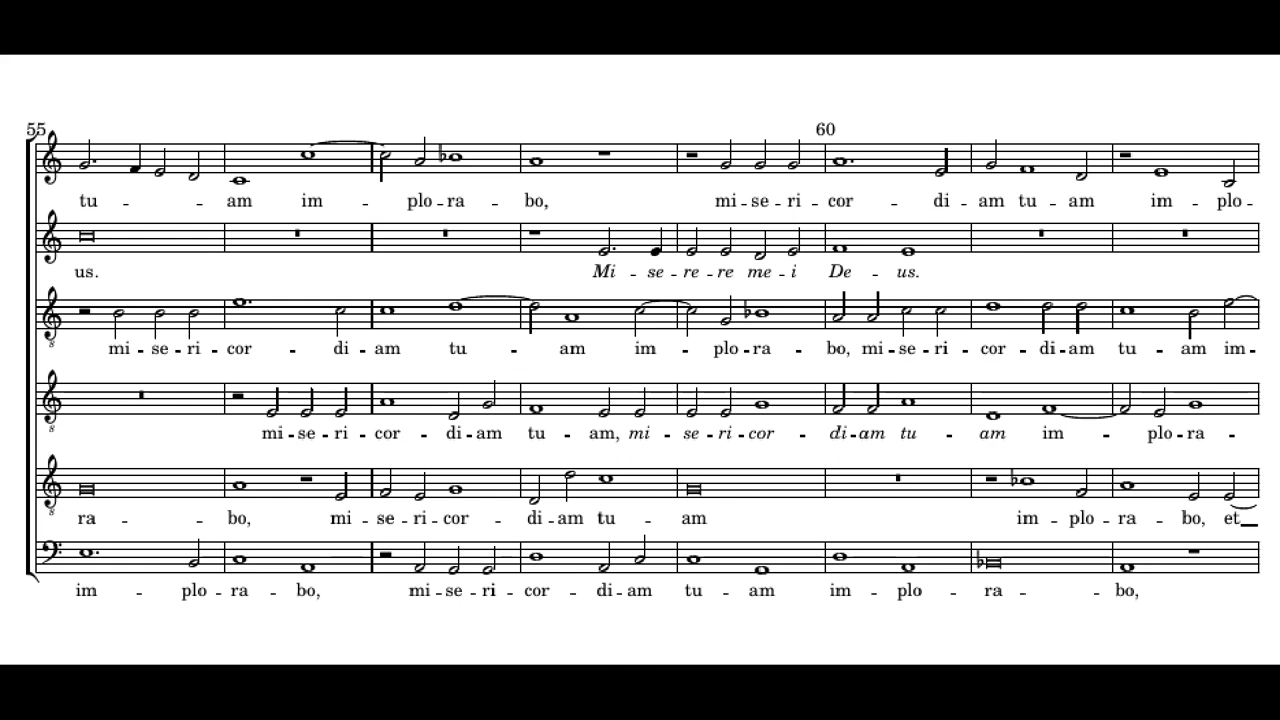 55 60
tu - - - am im - plo - ra - bo, mi - se - ri - cor - di - am tu - am im - plo -
us. Mi - se - re - re me - i De - us.
mi - se - ri - cor - di - am tu - am im - plo - ra - bo, mi - se - ri - cor - di - am tu - am im -
8
mi - se - ri - cor - di - am tu - am, mi - se - ri - cor - di - am tu - am im - plo - ra -
8
ra - bo, mi - se - ri - cor - di - am tu - am im - plo - ra - bo, et
8
im - plo - ra - bo, mi - se - ri - cor - di - am tu - am im - plo - ra - bo,